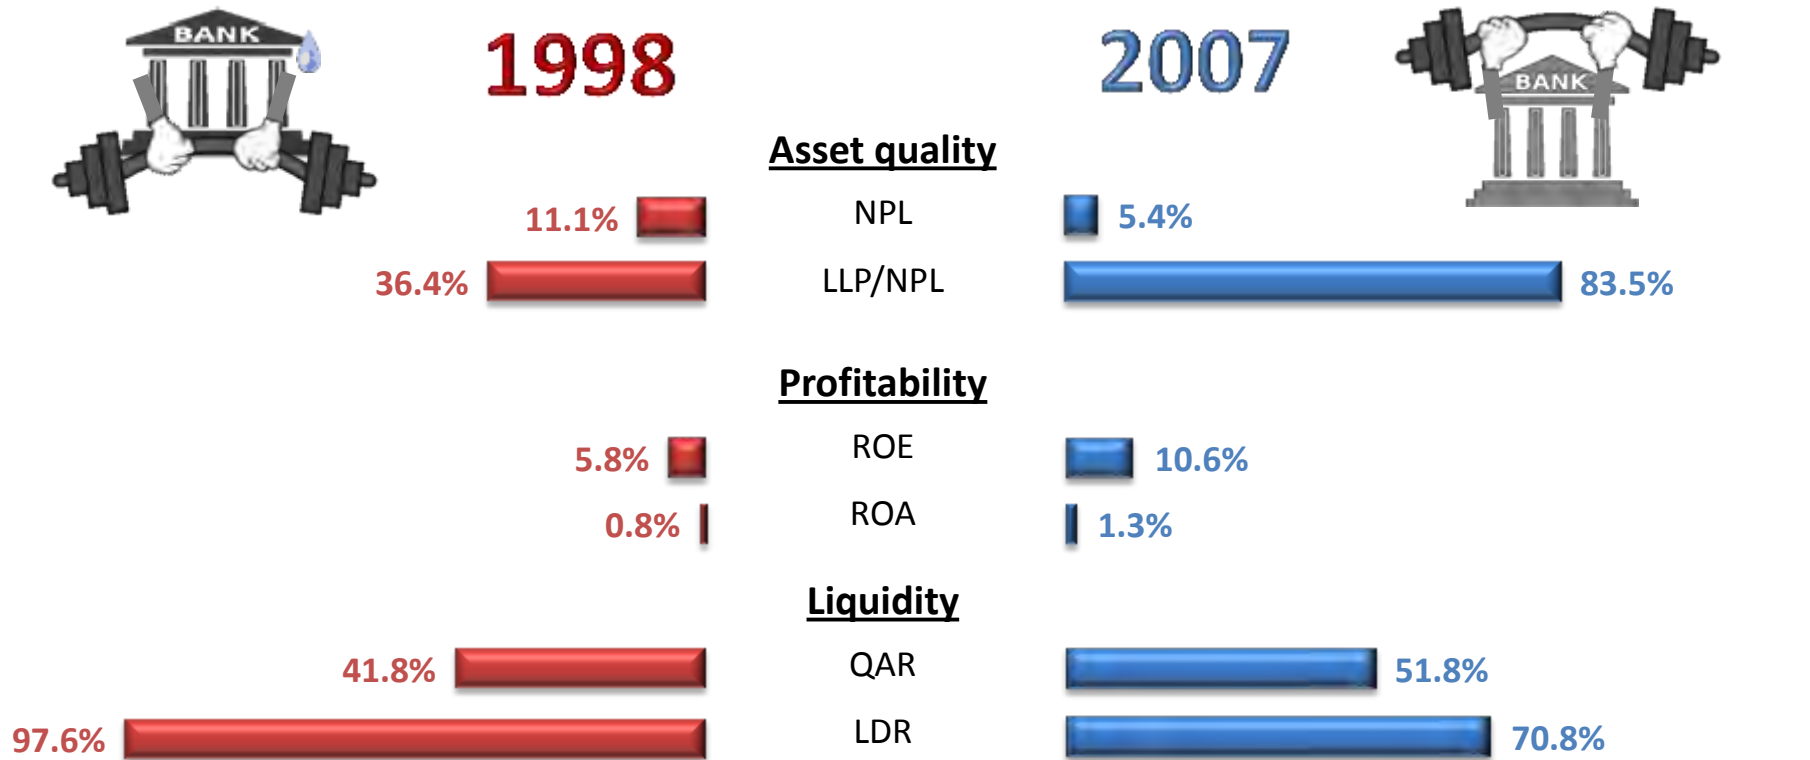 BANK
1998
2007
BANK
Asset quality
11.1% NPL 5.4%
36.4% LLP/NPL 83.5%
Profitability
5.8% ROE 10.6%
0.8% ROA 1.3%
Liquidity
41.8% QAR 51.8%
97.6% LDR 70.8%